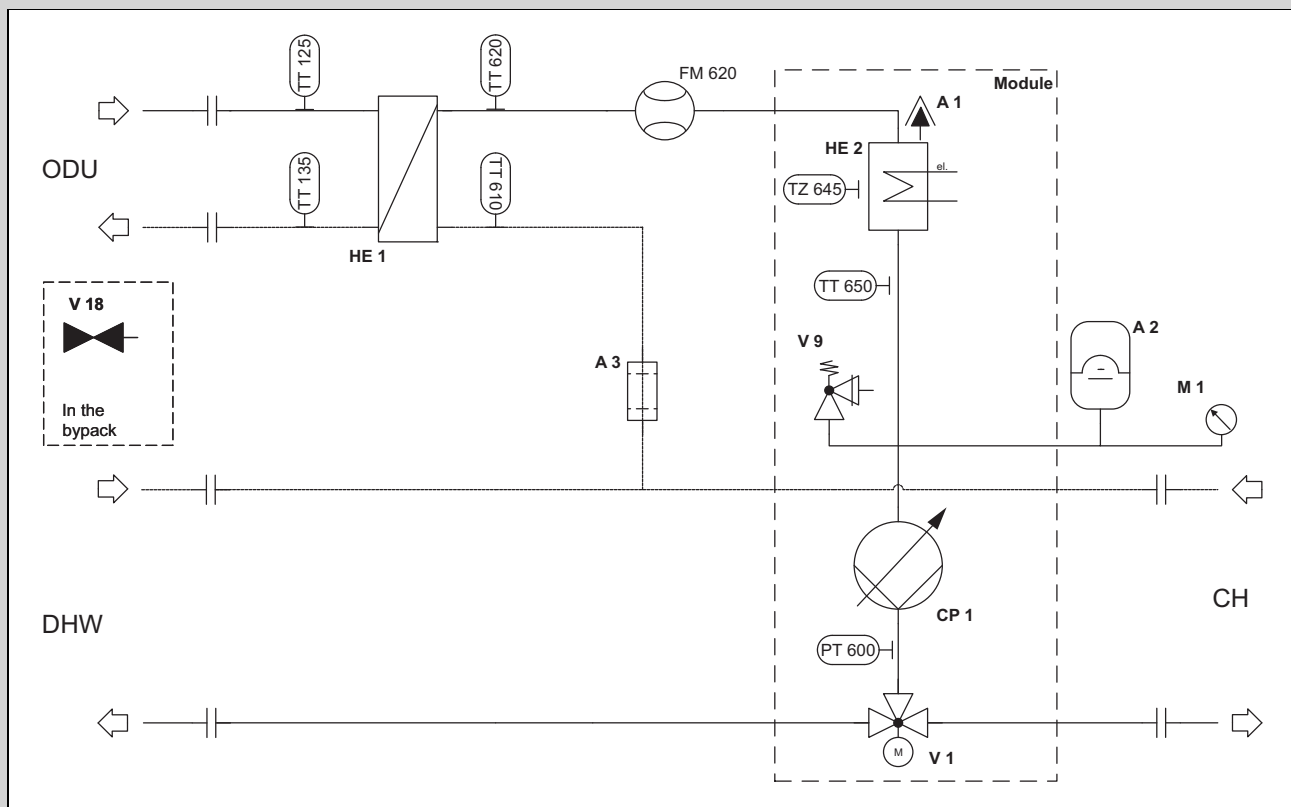 TT 125
TT 620
FM 620
Module
A 1
HE 2
el.
ODU
TT 135
TT 610
TZ 645
HE 1
TT 650
V 18
A 2
V 9
A 3
M 1
In the
bypack
CP 1
CH
DHW
PT 600
M
V 1